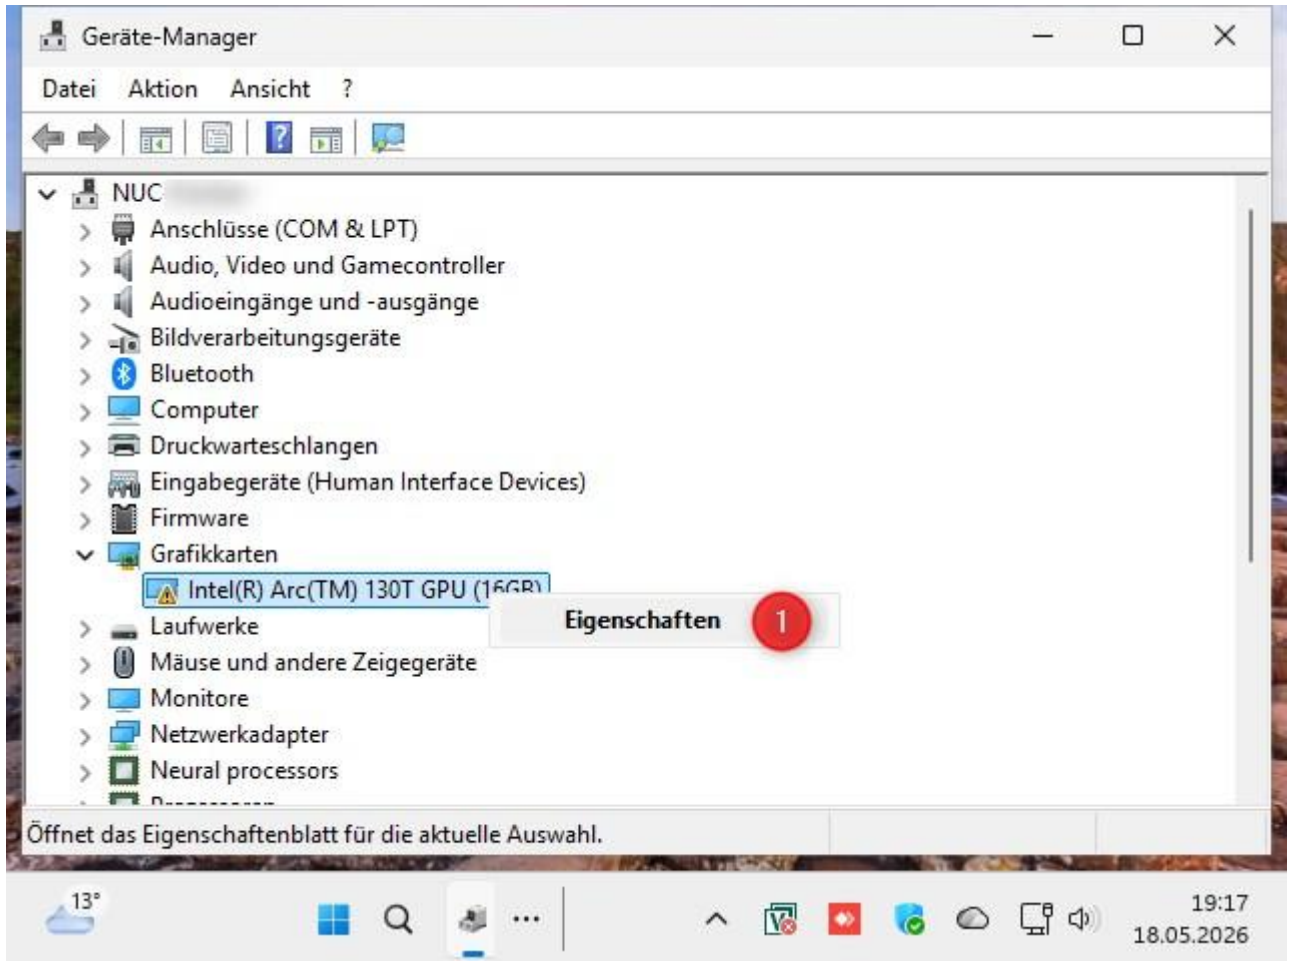 Geräte-Manager
Datei Aktion Ansicht ?
NUC
Anschlüsse (COM & LPT)
Audio, Video und Gamecontroller
Audioeingänge und -ausgänge
Bildverarbeitungsgeräte
Bluetooth
Computer
Druckwarteschlangen
Eingabegeräte (Human Interface Devices)
Firmware
Grafikkarten
Intel(R) Arc(TM) 130T GPU (16GB)
Eigenschaften 1
Laufwerke
Mäuse und andere Zeigegeräte
Monitore
Netzwerkadapter
Neural processors
Öffnet das Eigenschaftenblatt für die aktuelle Auswahl.
13°
19:17
18.05.2026